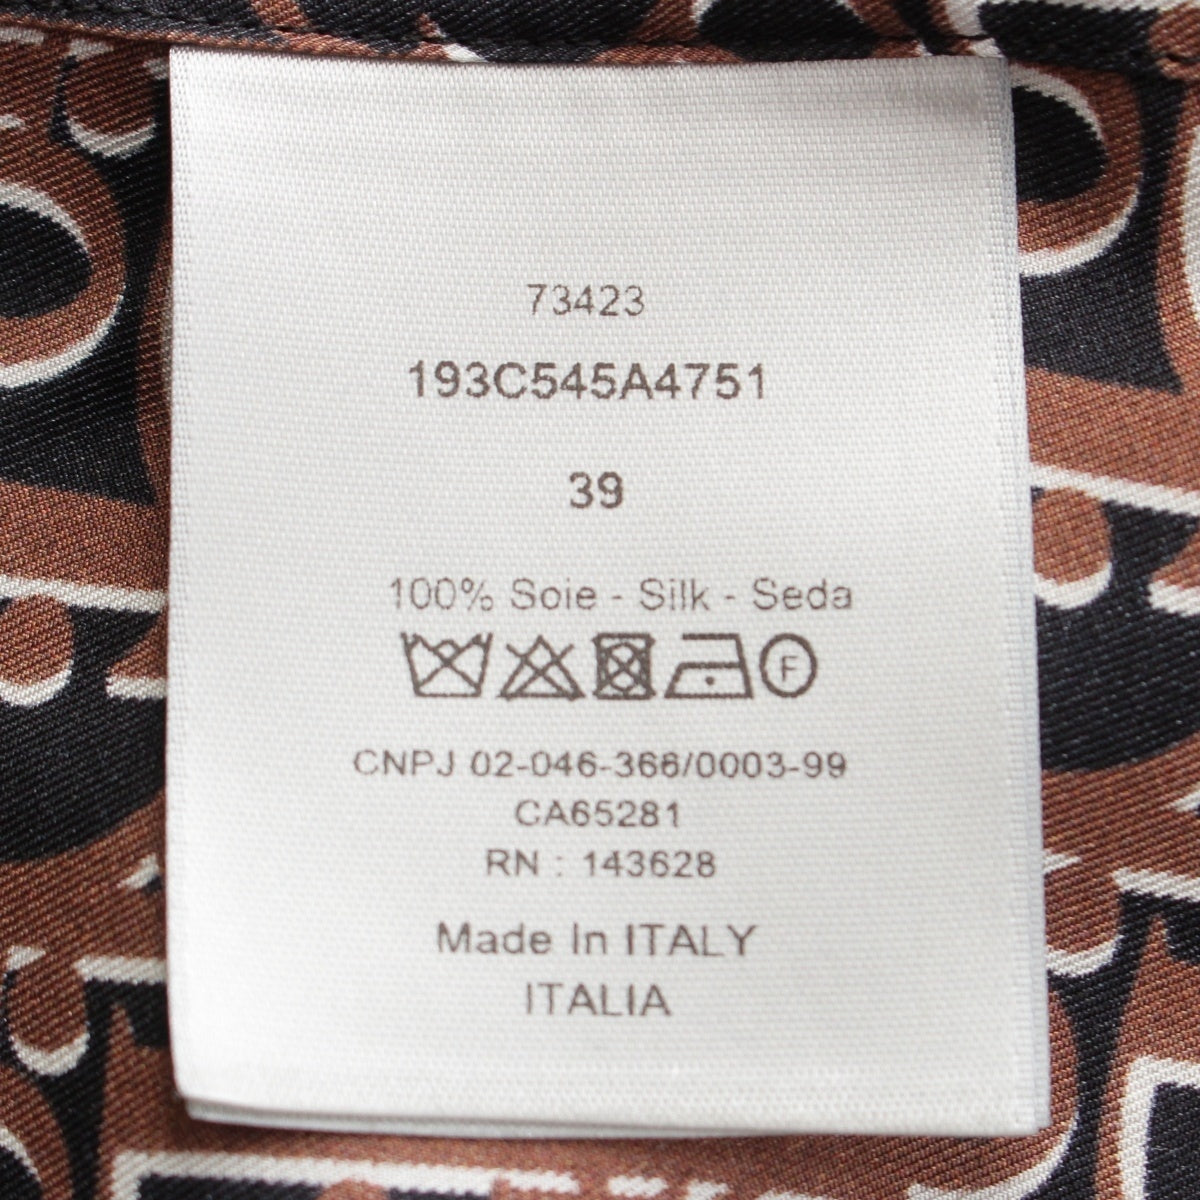 73423
193C545A4751
39
100% Soie - Silk - Seda
F
CNPJ 02-046-366/0003-99
CA65281
RN : 143628
Made In ITALY
ITALIA